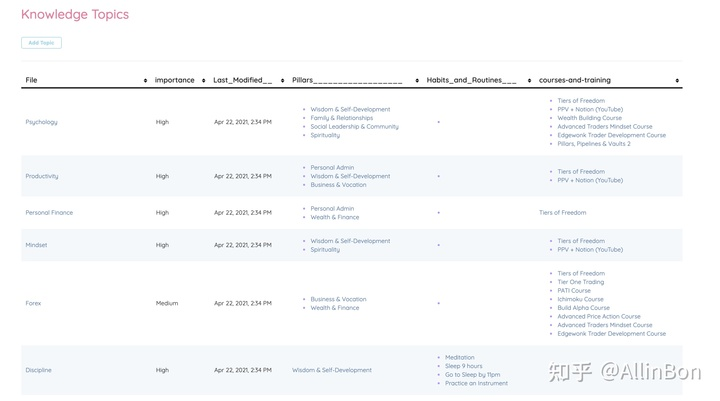 Knowledge Topics
Add Topic
File importance Last_Modified__ Pillars__________________ Habits_and_Routines___ courses-and-training
Psychology High Apr 22, 2021, 2:34 PM
Wisdom & Self-Development
Family & Relationships
Social Leadership & Community
Spirituality
Tiers of Freedom
PPV + Notion (YouTube)
Wealth Building Course
Advanced Traders Mindset Course
Edgewonk Trader Development Course
Pillars, Pipelines & Vaults 2
Productivity High Apr 22, 2021, 2:34 PM
Personal Admin
Wisdom & Self-Development
Business & Vocation
Tiers of Freedom
PPV + Notion (YouTube)
Personal Finance High Apr 22, 2021, 2:34 PM
Personal Admin
Wealth & Finance
Tiers of Freedom
Mindset High Apr 22, 2021, 2:34 PM
Wisdom & Self-Development
Spirituality
Tiers of Freedom
PPV + Notion (YouTube)
Forex Medium Apr 22, 2021, 2:34 PM
Business & Vocation
Wealth & Finance
Tiers of Freedom
Tier One Trading
PATI Course
Ichimoku Course
Build Alpha Course
Advanced Price Action Course
Advanced Traders Mindset Course
Edgewonk Trader Development Course
Discipline High Apr 22, 2021, 2:34 PM Wisdom & Self-Development
Meditation
Sleep 9 hours
Go to Sleep by 11pm
Practice an Instrument
知乎 @AllinBon